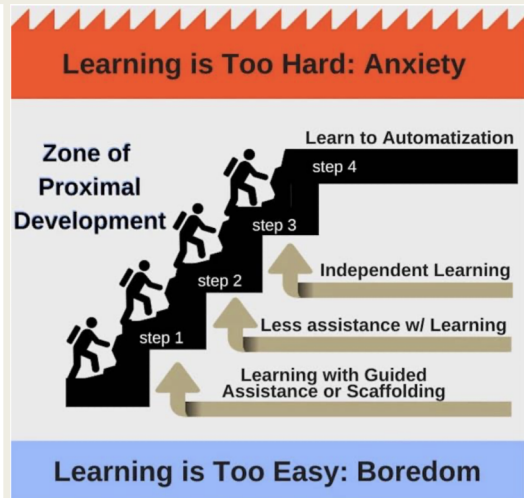 Learning is Too Hard: Anxiety
Learn to Automatization
Zone of
Proximal
Development
step 4
step 3
Independent Learning
step 2
Less assistance w/ Learning
step 1
Learning with Guided
Assistance or Scaffolding
Learning is Too Easy: Boredom